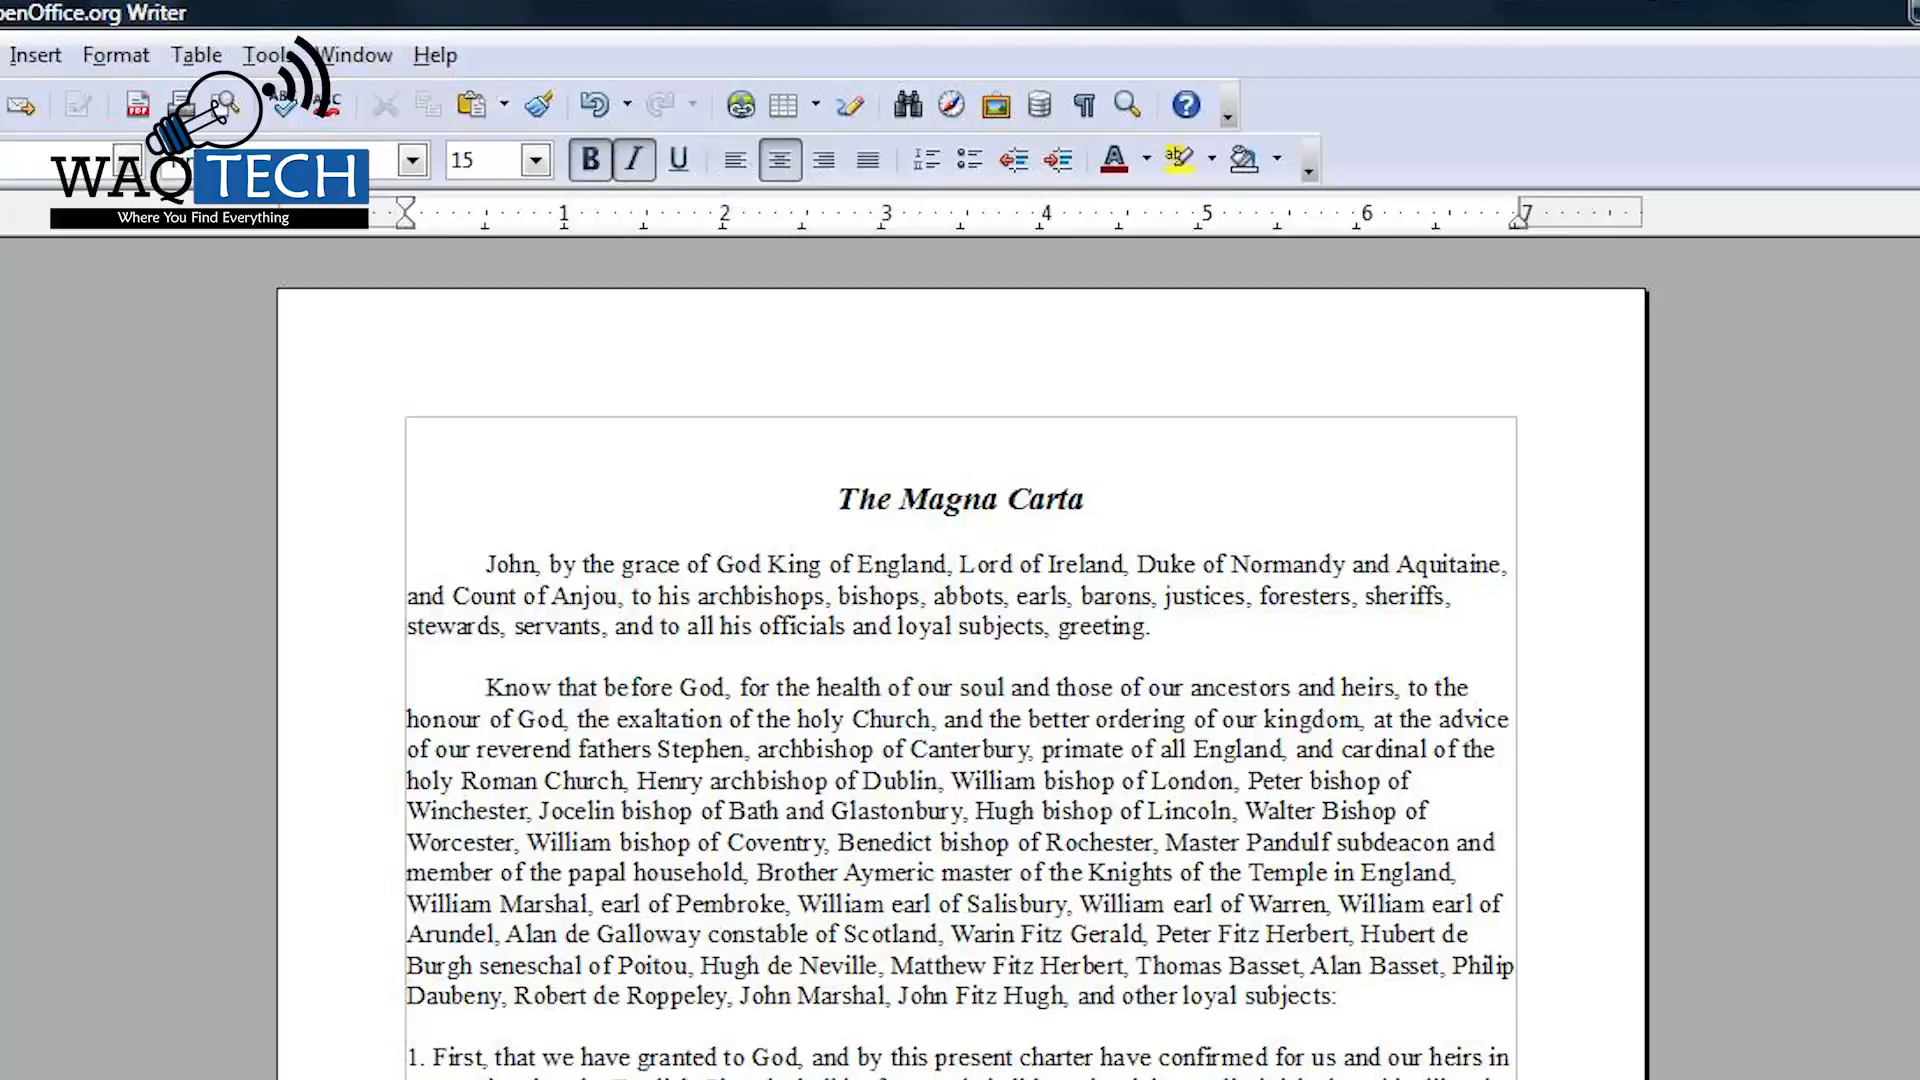 penOffice.org Writer
Insert Format Table Tools Window Help
15 B I U
WAQ TECH
Where You Find Everything
1 2 3 4 5 6 7
The Magna Carta
John, by the grace of God King of England, Lord of Ireland, Duke of Normandy and Aquitaine,
and Count of Anjou, to his archbishops, bishops, abbots, earls, barons, justices, foresters, sheriffs,
stewards, servants, and to all his officials and loyal subjects, greeting.
Know that before God, for the health of our soul and those of our ancestors and heirs, to the
honour of God, the exaltation of the holy Church, and the better ordering of our kingdom, at the advice
of our reverend fathers Stephen, archbishop of Canterbury, primate of all England, and cardinal of the
holy Roman Church, Henry archbishop of Dublin, William bishop of London, Peter bishop of
Winchester, Jocelin bishop of Bath and Glastonbury, Hugh bishop of Lincoln, Walter Bishop of
Worcester, William bishop of Coventry, Benedict bishop of Rochester, Master Pandulf subdeacon and
member of the papal household, Brother Aymeric master of the Knights of the Temple in England,
William Marshal, earl of Pembroke, William earl of Salisbury, William earl of Warren, William earl of
Arundel, Alan de Galloway constable of Scotland, Warin Fitz Gerald, Peter Fitz Herbert, Hubert de
Burgh seneschal of Poitou, Hugh de Neville, Matthew Fitz Herbert, Thomas Basset, Alan Basset, Philip
Daubeny, Robert de Roppeley, John Marshal, John Fitz Hugh, and other loyal subjects:
1. First, that we have granted to God, and by this present charter have confirmed for us and our heirs in